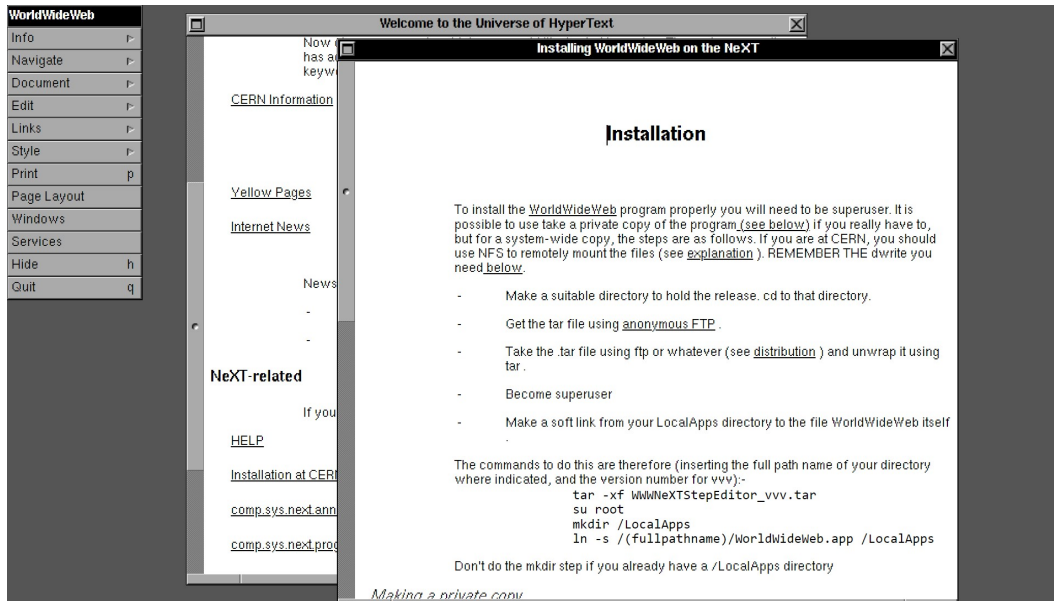 WorldWideWeb
Info
Navigate
Document
Edit
Links
Style
Print p
Page Layout
Windows
Services
Hide h
Quit q
Welcome to the Universe of HyperText
Now
has
keyw
CERN Information
Yellow Pages
Internet News
News
-
-
NeXT-related
If you
HELP
Installation at CERN
comp.sys.next.ann
comp.sys.next.prog
Installing WorldWideWeb on the NeXT
Installation
To install the WorldWideWeb program properly you will need to be superuser. It is
possible to use take a private copy of the program (see below) if you really have to,
but for a system-wide copy, the steps are as follows. If you are at CERN, you should
use NFS to remotely mount the files (see explanation ). REMEMBER THE dwrite you
need below.
- Make a suitable directory to hold the release. cd to that directory.
- Get the tar file using anonymous FTP .
- Take the .tar file using ftp or whatever (see distribution ) and unwrap it using
tar .
- Become superuser
- Make a soft link from your LocalApps directory to the file WorldWideWeb itself
.
The commands to do this are therefore (inserting the full path name of your directory
where indicated, and the version number for vvv):-
tar -xf WWWNeXTStepEditor_vvv.tar
su root
mkdir /LocalApps
ln -s /(fullpathname)/WorldWideWeb.app /LocalApps
Don't do the mkdir step if you already have a /LocalApps directory
Making a private copy